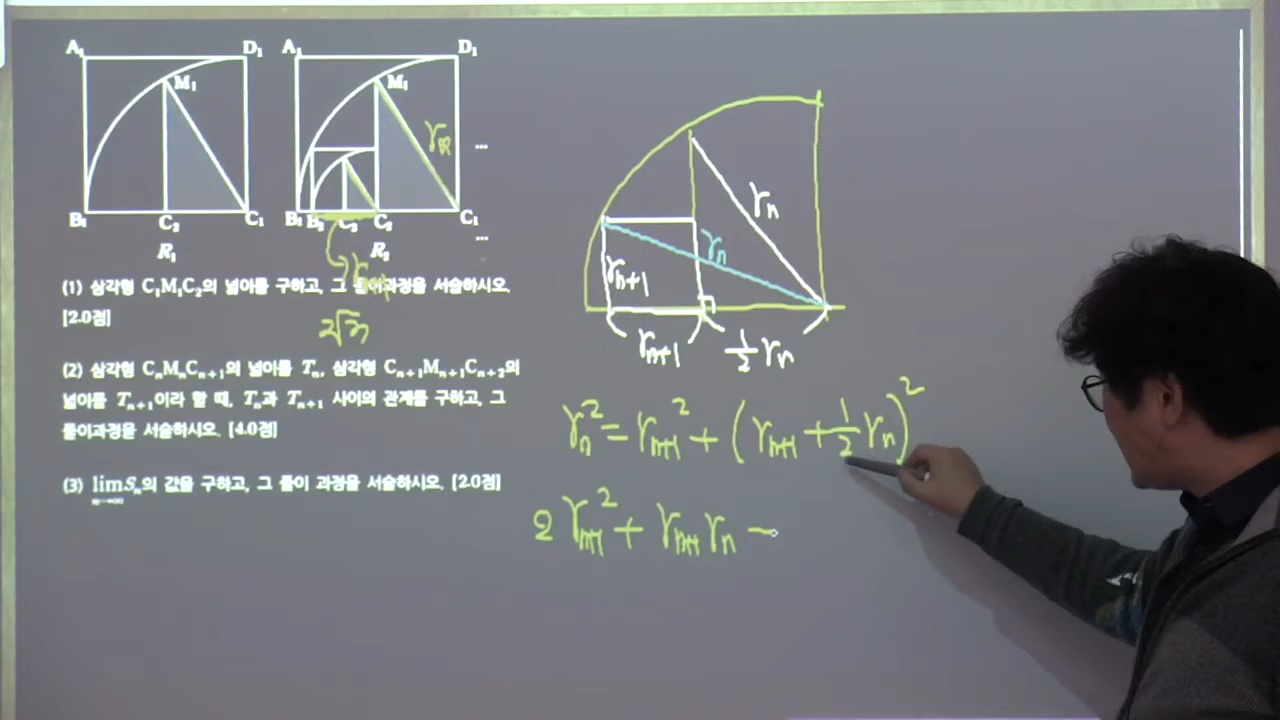 A₁ D₁ A₁ D₁
M₁ M₁
rₙ
...
B₁ C₂ C₁ B₁ B₂ C₃ C₂ C₁
...
R₁ R₂
(1) 삼각형 C₁M₁C₂의 넓이를 구하고, 그 풀이과정을 서술하시오.
[2.0점]
2√3
(2) 삼각형 CₙMₙCₙ₊₁의 넓이를 Tₙ, 삼각형 Cₙ₊₁Mₙ₊₁Cₙ₊₂의
넓이를 Tₙ₊₁이라 할 때, Tₙ과 Tₙ₊₁ 사이의 관계를 구하고, 그
풀이과정을 서술하시오. [4.0점]
(3) lim Sₙ의 값을 구하고, 그 풀이 과정을 서술하시오. [2.0점]
n→∞
rₙ
rₙ
rₙ₊₁
rₙ₊₁ ½rₙ
rₙ² = rₙ₊₁² + (rₙ₊₁ + ½rₙ)²
2rₙ₊₁² + rₙ₊₁rₙ −